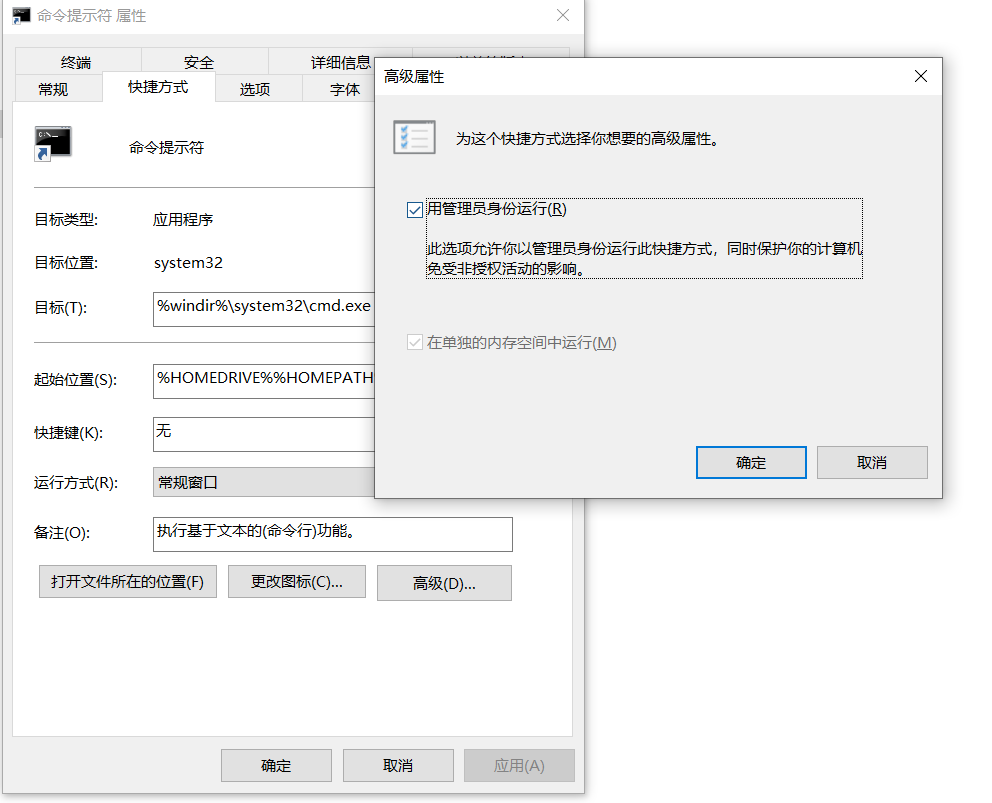 命令提示符 属性
终端
安全
详细信息
常规
快捷方式
选项
字体
命令提示符
目标类型:
应用程序
目标位置:
system32
目标(T):
%windir%\system32\cmd.exe
起始位置(S):
%HOMEDRIVE%%HOMEPATH
快捷键(K):
无
运行方式(R):
常规窗口
备注(O):
执行基于文本的(命令行)功能。
打开文件所在的位置(F)
更改图标(C)...
高级(D)...
确定
取消
应用(A)
高级属性
为这个快捷方式选择你想要的高级属性。
用管理员身份运行(R)
此选项允许你以管理员身份运行此快捷方式，同时保护你的计算机
免受非授权活动的影响。
在单独的内存空间中运行(M)
确定
取消